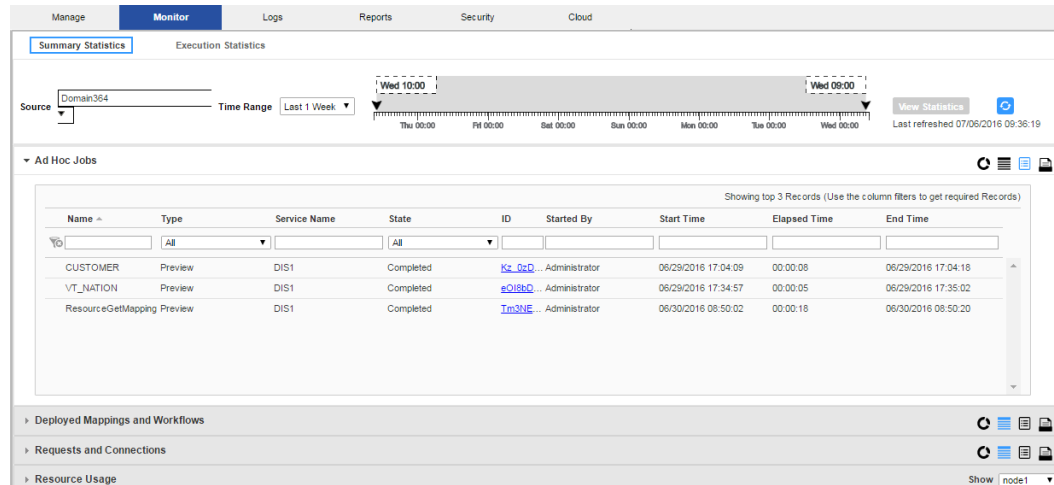 Manage Monitor Logs Reports Security Cloud
Summary Statistics Execution Statistics
Wed 10:00 Wed 09:00
Source Domain364 Time Range Last 1 Week View Statistics
Thu 00:00 Fri 00:00 Sat 00:00 Sun 00:00 Mon 00:00 Tue 00:00 Wed 00:00 Last refreshed 07/06/2016 09:36:19
Ad Hoc Jobs
Showing top 3 Records (Use the column filters to get required Records)
Name Type Service Name State ID Started By Start Time Elapsed Time End Time
All All
CUSTOMER Preview DIS1 Completed Kz_0zD... Administrator 06/29/2016 17:04:09 00:00:08 06/29/2016 17:04:18
VT_NATION Preview DIS1 Completed eOI8bD... Administrator 06/29/2016 17:34:57 00:00:05 06/29/2016 17:35:02
ResourceGetMapping Preview DIS1 Completed Tm3NE... Administrator 06/30/2016 08:50:02 00:00:18 06/30/2016 08:50:20
Deployed Mappings and Workflows
Requests and Connections
Resource Usage Show node1